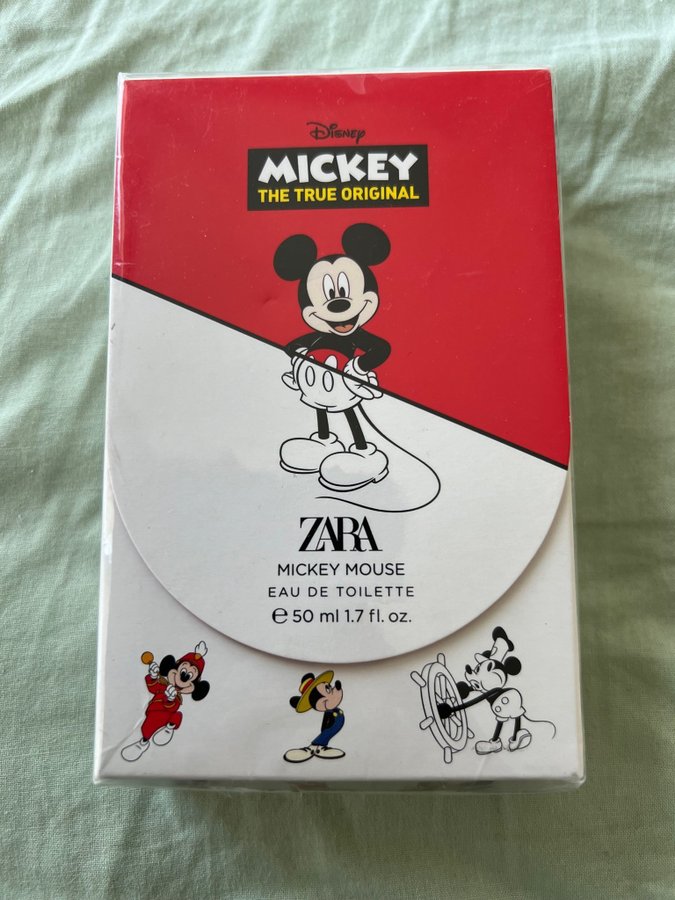 Disney
MICKEY
THE TRUE ORIGINAL
ZARA
MICKEY MOUSE
EAU DE TOILETTE
℮ 50 ml 1.7 fl. oz.